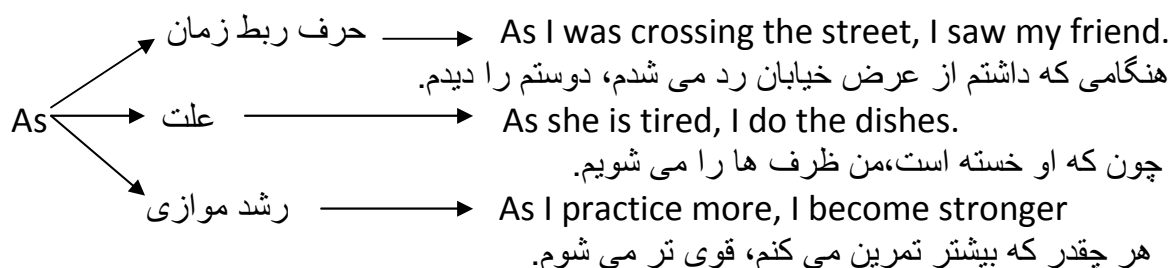 حرف ربط زمان As I was crossing the street, I saw my friend.
هنگامی که داشتم از عرض خیابان رد می شدم، دوستم را دیدم.
As علت As she is tired, I do the dishes.
چون که او خسته است،من ظرف ها را می شویم.
رشد موازی As I practice more, I become stronger
هر چقدر که بیشتر تمرین می کنم، قوی تر می شوم.